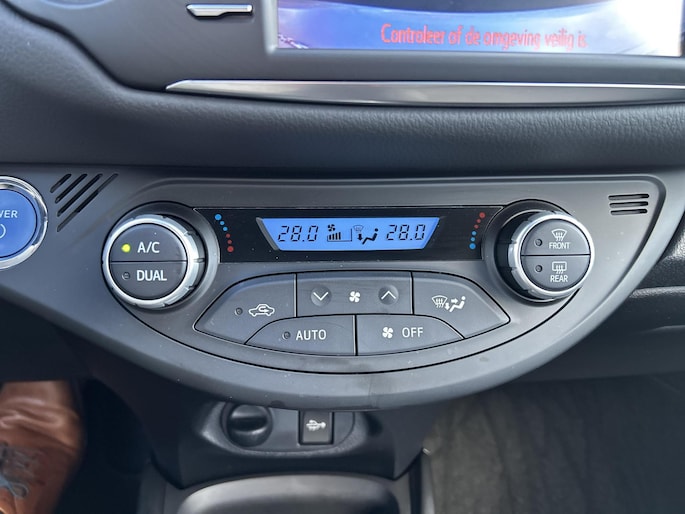 Controleer of de omgeving veilig is
28.0 28.0
A/C
DUAL
FRONT
REAR
AUTO
OFF